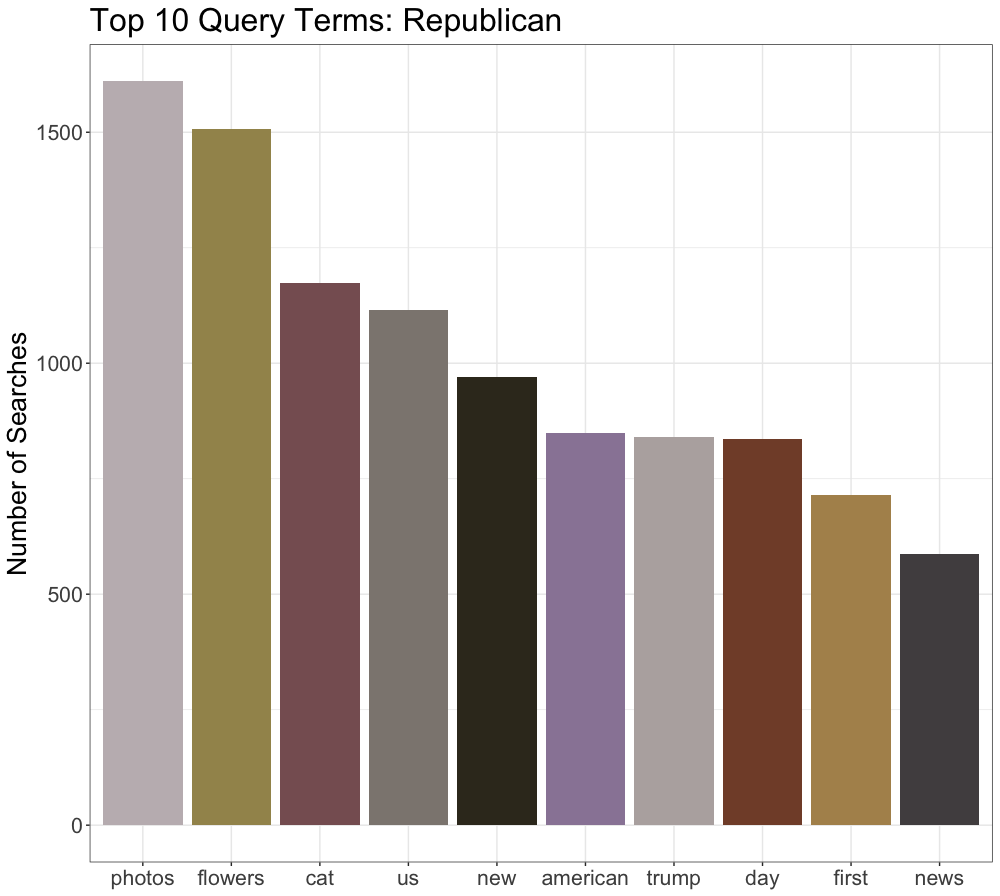 Top 10 Query Terms: Republican
Number of Searches
1500
1000
500
0
photos flowers cat us new american trump day first news